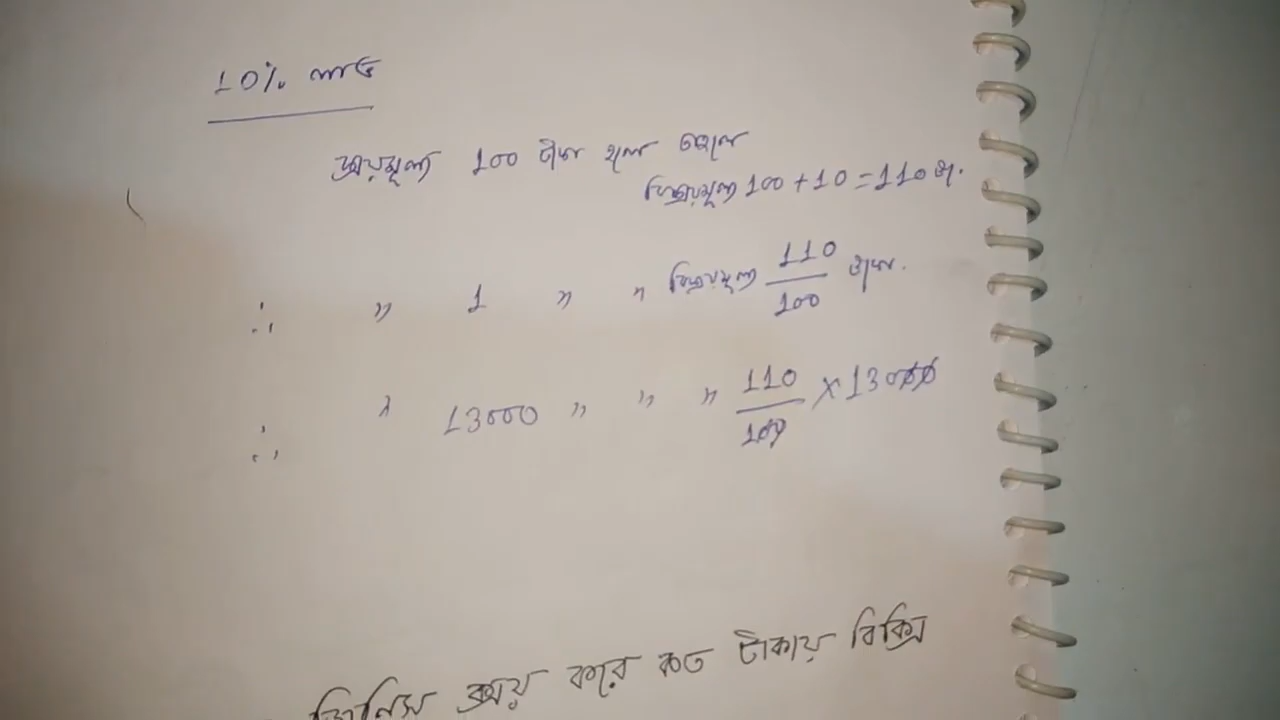 10% লাভ
ক্রয়মূল্য 100 টাকা হলে
বিক্রয়মূল্য 100 + 10 = 110 টা.
∴ " 1 " " বিক্রয়মূল্য 110/100 টাকা.
∴ " 13000 " " " 110/100 × 13000
জিনিস ক্রয় করে কত টাকায় বিক্রি